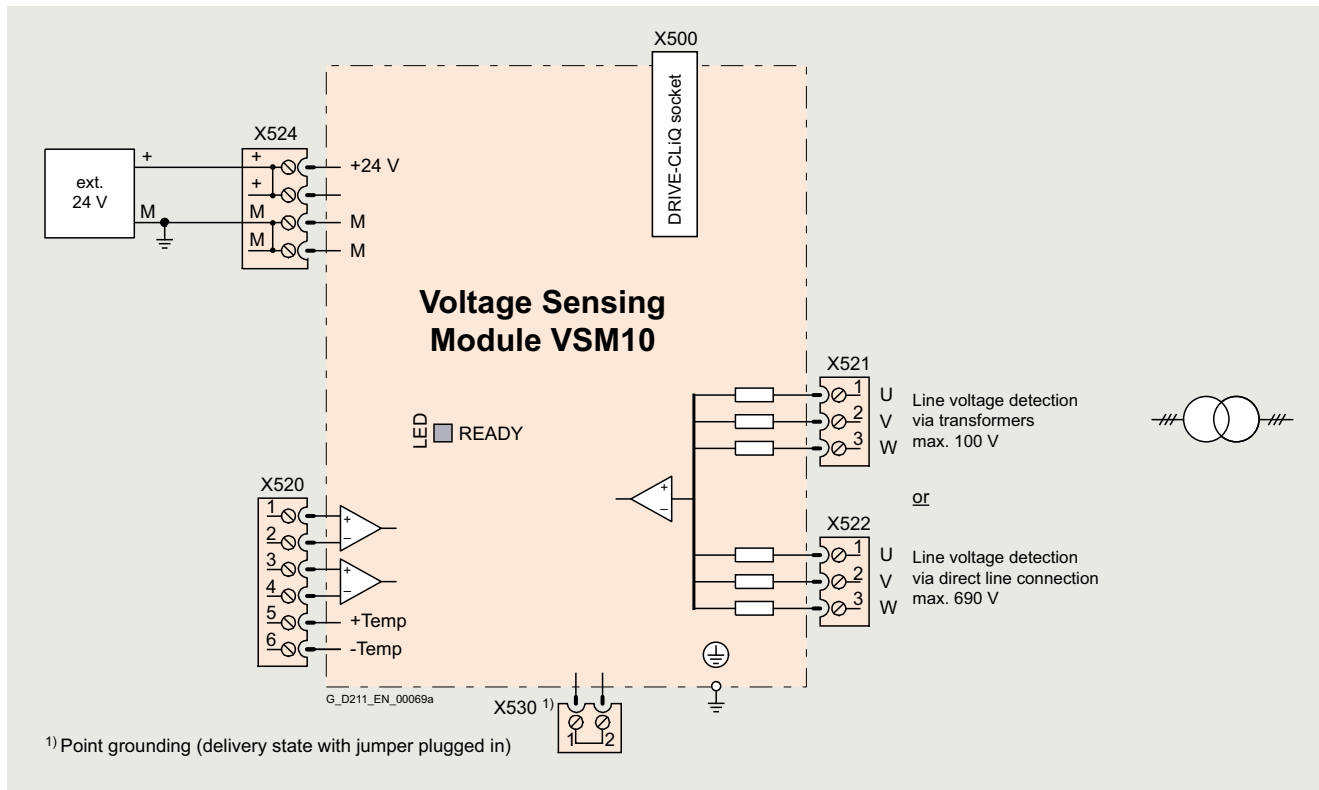 X500
DRIVE-CLiQ socket
X524
ext.
24 V
+
M
+
+
M
M
+24 V
M
M
Voltage Sensing
Module VSM10
LED
READY
X521
1
2
3
U
V
W
Line voltage detection
via transformers
max. 100 V
or
X522
1
2
3
U
V
W
Line voltage detection
via direct line connection
max. 690 V
+
–
X520
1
2
3
4
5
6
+
–
+
–
+Temp
-Temp
G_D211_EN_00069a
X530 1)
1
2
1) Point grounding (delivery state with jumper plugged in)